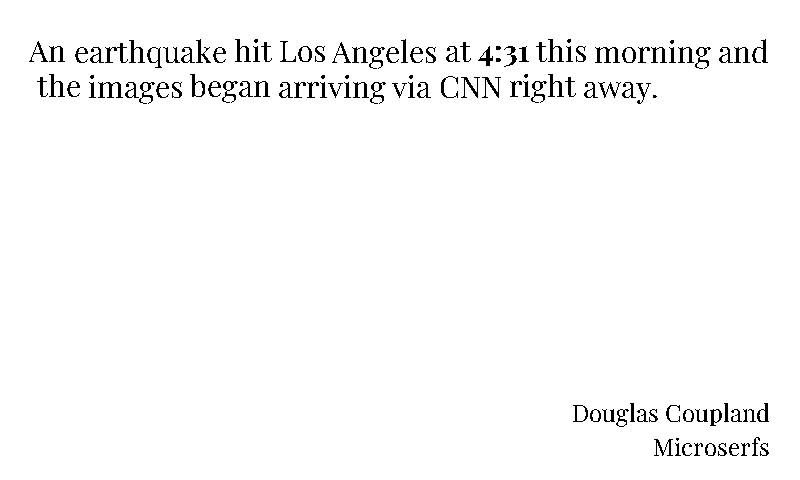 An earthquake hit Los Angeles at 4:31 this morning and
the images began arriving via CNN right away.
Douglas Coupland
Microserfs